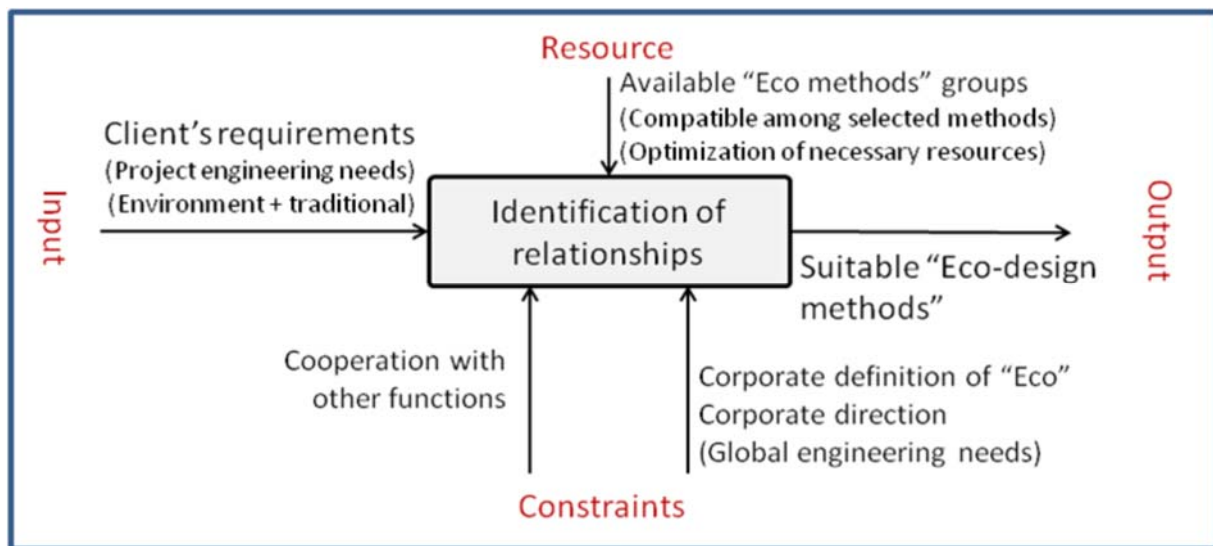 Resource
Available “Eco methods” groups
(Compatible among selected methods)
(Optimization of necessary resources)
Client's requirements
(Project engineering needs)
(Environment + traditional)
Input
Identification of
relationships
Output
Suitable “Eco-design
methods”
Cooperation with
other functions
Corporate definition of “Eco”
Corporate direction
(Global engineering needs)
Constraints